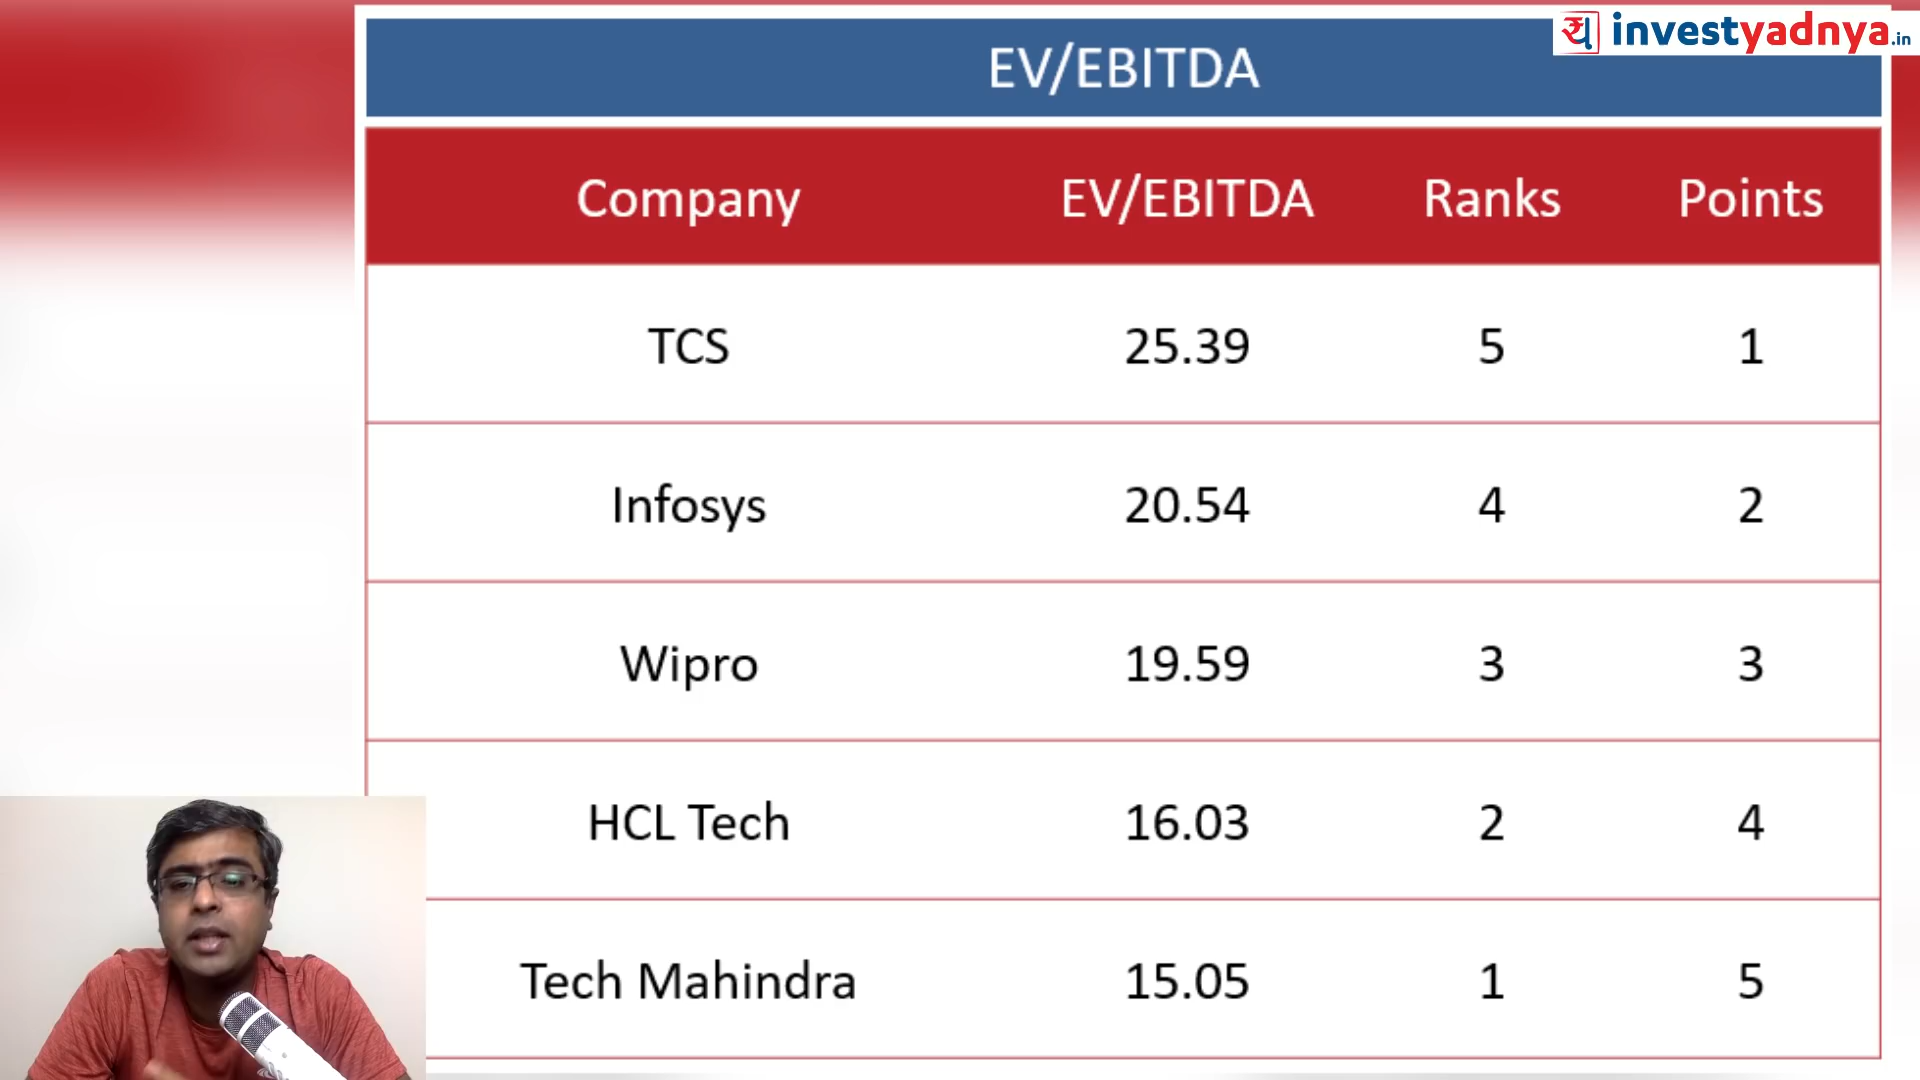 investyadnya.in
EV/EBITDA
Company EV/EBITDA Ranks Points
TCS 25.39 5 1
Infosys 20.54 4 2
Wipro 19.59 3 3
HCL Tech 16.03 2 4
Tech Mahindra 15.05 1 5